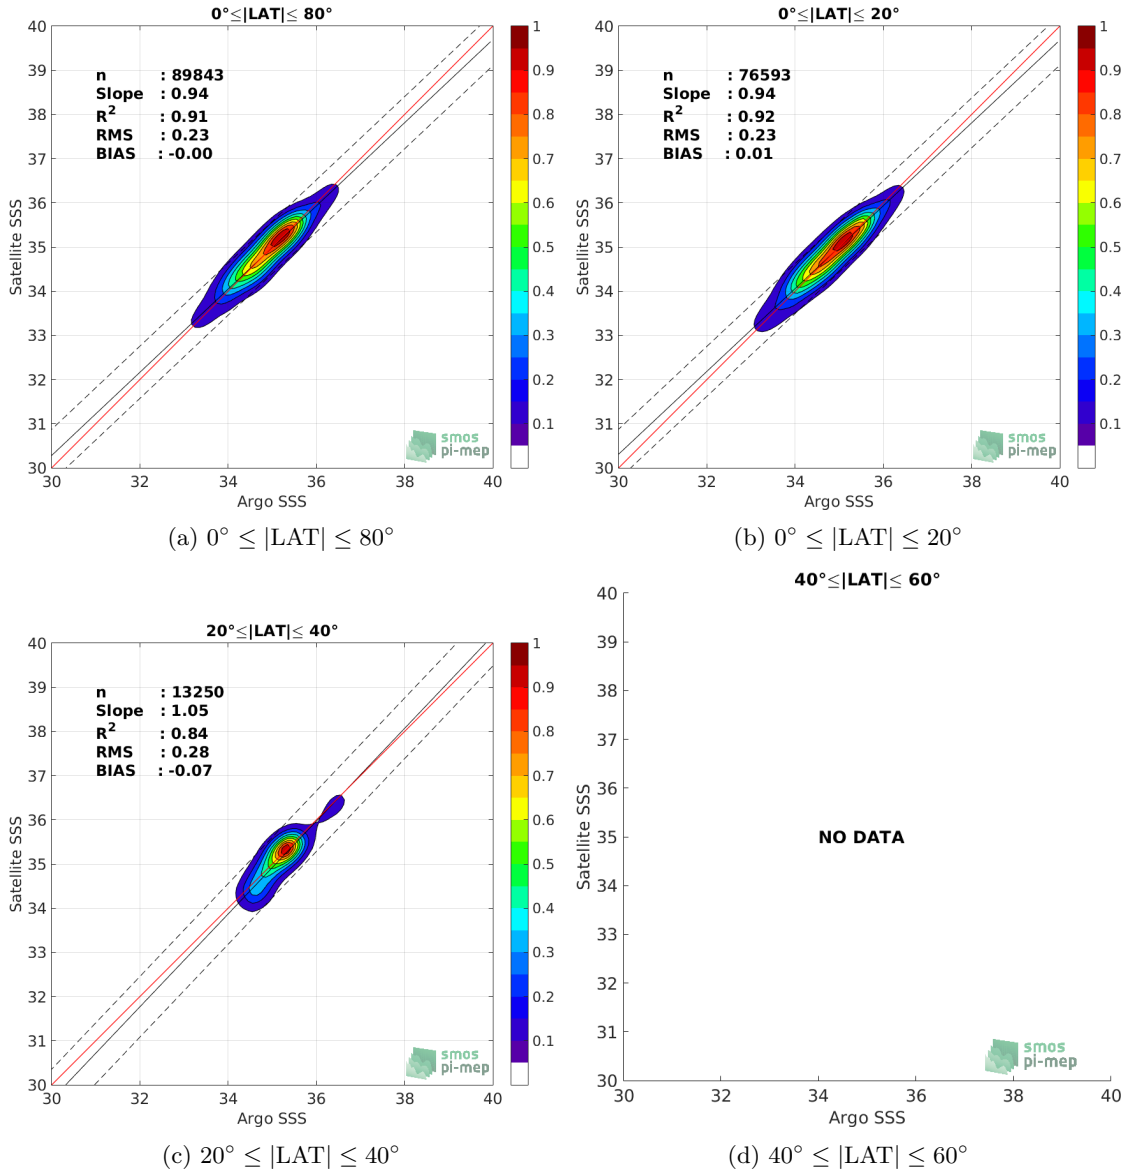 0°≤|LAT|≤ 80°
40
39
38
37
36
35
34
33
32
31
30
Satellite SSS
n : 89843
Slope : 0.94
R2 : 0.91
RMS : 0.23
BIAS : -0.00
smos
pi-mep
30 32 34 36 38 40
Argo SSS
1
0.9
0.8
0.7
0.6
0.5
0.4
0.3
0.2
0.1
(a) 0° ≤ |LAT| ≤ 80°
0°≤|LAT|≤ 20°
40
39
38
37
36
35
34
33
32
31
30
Satellite SSS
n : 76593
Slope : 0.94
R2 : 0.92
RMS : 0.23
BIAS : 0.01
smos
pi-mep
30 32 34 36 38 40
Argo SSS
1
0.9
0.8
0.7
0.6
0.5
0.4
0.3
0.2
0.1
(b) 0° ≤ |LAT| ≤ 20°
20°≤|LAT|≤ 40°
40
39
38
37
36
35
34
33
32
31
30
Satellite SSS
n : 13250
Slope : 1.05
R2 : 0.84
RMS : 0.28
BIAS : -0.07
smos
pi-mep
30 32 34 36 38 40
Argo SSS
1
0.9
0.8
0.7
0.6
0.5
0.4
0.3
0.2
0.1
(c) 20° ≤ |LAT| ≤ 40°
40°≤|LAT|≤ 60°
40
39
38
37
36
35
34
33
32
31
30
Satellite SSS
NO DATA
smos
pi-mep
30 32 34 36 38 40
Argo SSS
(d) 40° ≤ |LAT| ≤ 60°